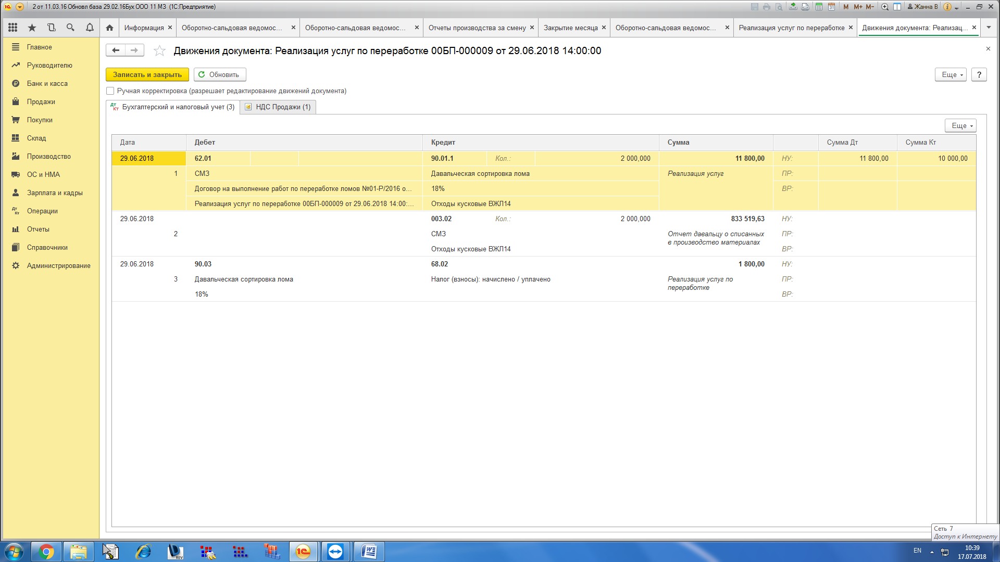 2 от 11.03.16 Обновл база 29.02.16Бух ООО 11 МЗ (1С:Предприятие)
M M+ M- Жанна В
Информация
Оборотно-сальдовая ведомос...
Оборотно-сальдовая ведомос...
Отчеты производства за смену
Закрытие месяца
Оборотно-сальдовая ведомос...
Реализация услуг по переработке
Движения документа: Реализац...
Главное
Руководителю
Банк и касса
Продажи
Покупки
Склад
Производство
ОС и НМА
Зарплата и кадры
Операции
Отчеты
Справочники
Администрирование
Движения документа: Реализация услуг по переработке 00БП-000009 от 29.06.2018 14:00:00
Записать и закрыть
Обновить
Еще
?
Ручная корректировка (разрешает редактирование движений документа)
Бухгалтерский и налоговый учет (3)
НДС Продажи (1)
Еще
Дата Дебет Кредит Сумма Сумма Дт Сумма Кт
29.06.2018 62.01 90.01.1 Кол.: 2 000,000 11 800,00 НУ: 11 800,00 10 000,00
1 СМЗ Давальческая сортировка лома Реализация услуг ПР:
Договор на выполнение работ по переработке ломов №01-Р/2016 о... 18% ВР:
Реализация услуг по переработке 00БП-000009 от 29.06.2018 14:00:... Отходы кусковые ВЖЛ14
29.06.2018 003.02 Кол.: 2 000,000 833 519,63 НУ:
2 СМЗ Отчет давальцу о списанных ПР:
в производство материалах
Отходы кусковые ВЖЛ14 ВР:
29.06.2018 90.03 68.02 1 800,00 НУ:
3 Давальческая сортировка лома Налог (взносы): начислено / уплачено Реализация услуг по ПР:
переработке
18% ВР:
Сеть 7
Доступ к Интернету
EN
10:39
17.07.2018